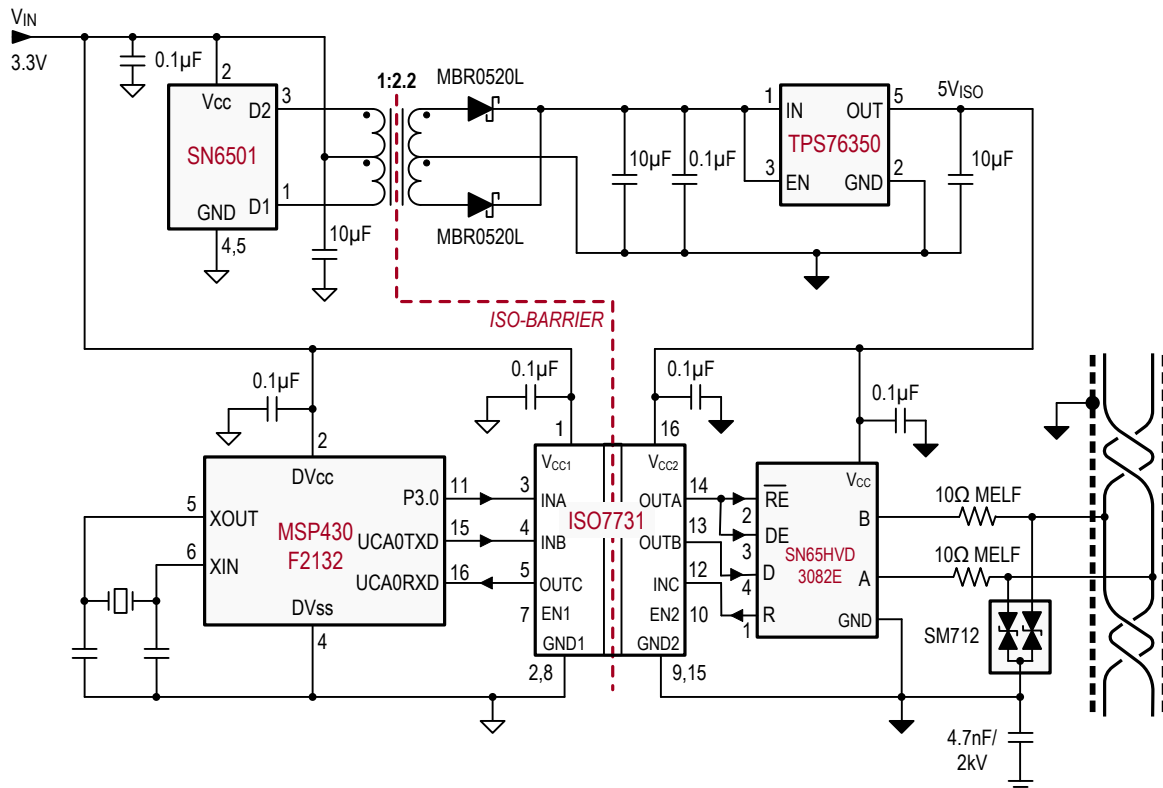 VIN
3.3V
0.1µF
2
Vcc
D2
3
SN6501
D1
1
GND
4,5
10µF
1:2.2
MBR0520L
MBR0520L
10µF
0.1µF
1
IN
OUT
5
TPS76350
3
EN
GND
2
5VISO
10µF
ISO-BARRIER
0.1µF
2
DVcc
5
XOUT
P3.0
11
MSP430
F2132
UCA0TXD
15
6
XIN
UCA0RXD
16
DVss
4
0.1µF
1
VCC1
3
INA
4
INB
5
OUTC
7
EN1
GND1
2,8
ISO7731
0.1µF
16
VCC2
OUTA
14
OUTB
13
INC
12
EN2
10
GND2
9,15
0.1µF
VCC
RE
2
DE
3
SN65HVD
3082E
D
4
R
1
B
A
GND
10Ω MELF
10Ω MELF
SM712
4.7nF/
2kV